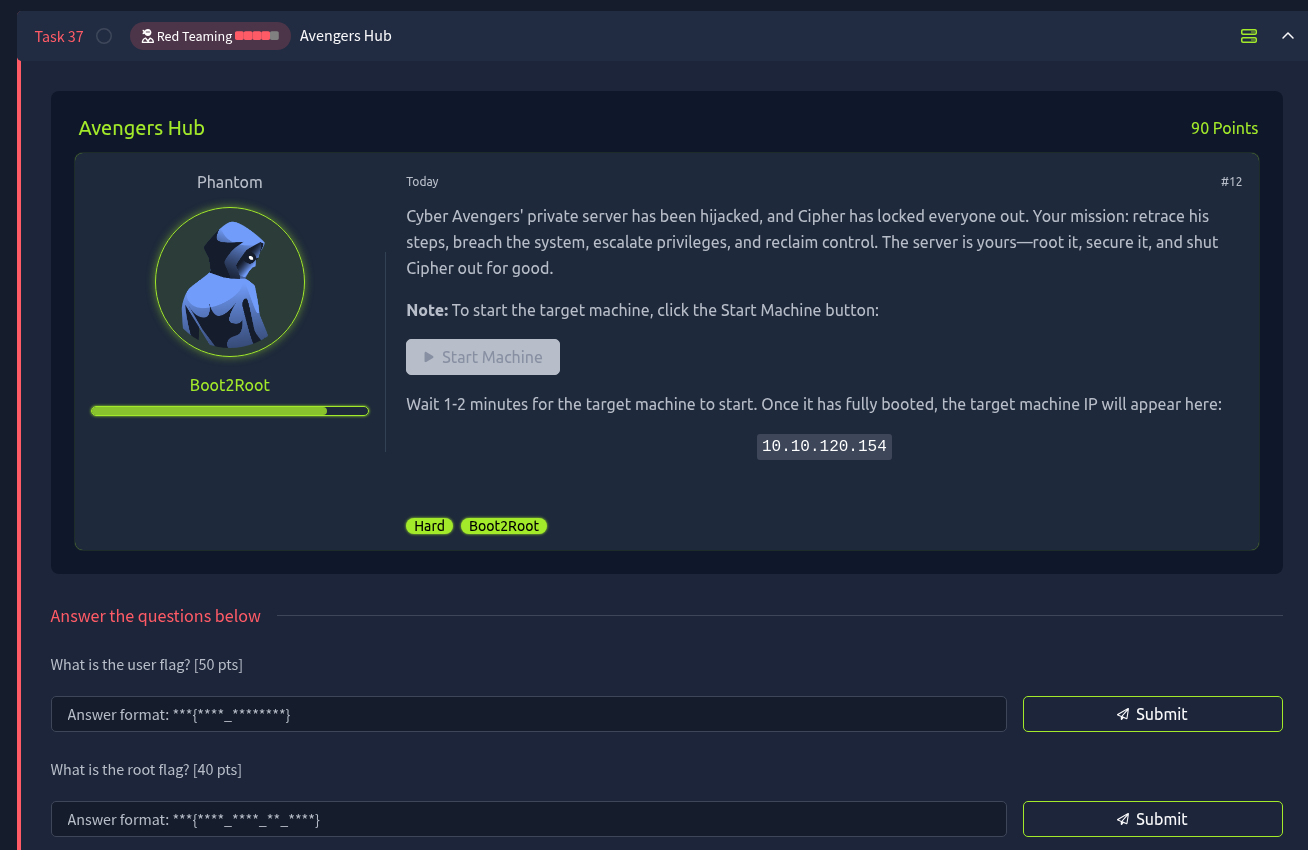 Task 37 Red Teaming Avengers Hub
Avengers Hub
90 Points
Phantom
Boot2Root
Today
#12
Cyber Avengers' private server has been hijacked, and Cipher has locked everyone out. Your mission: retrace his
steps, breach the system, escalate privileges, and reclaim control. The server is yours—root it, secure it, and shut
Cipher out for good.
Note: To start the target machine, click the Start Machine button:
Start Machine
Wait 1-2 minutes for the target machine to start. Once it has fully booted, the target machine IP will appear here:
10.10.120.154
Hard Boot2Root
Answer the questions below
What is the user flag? [50 pts]
Answer format: ***{****_********}
Submit
What is the root flag? [40 pts]
Answer format: ***{****_****_**_****}
Submit